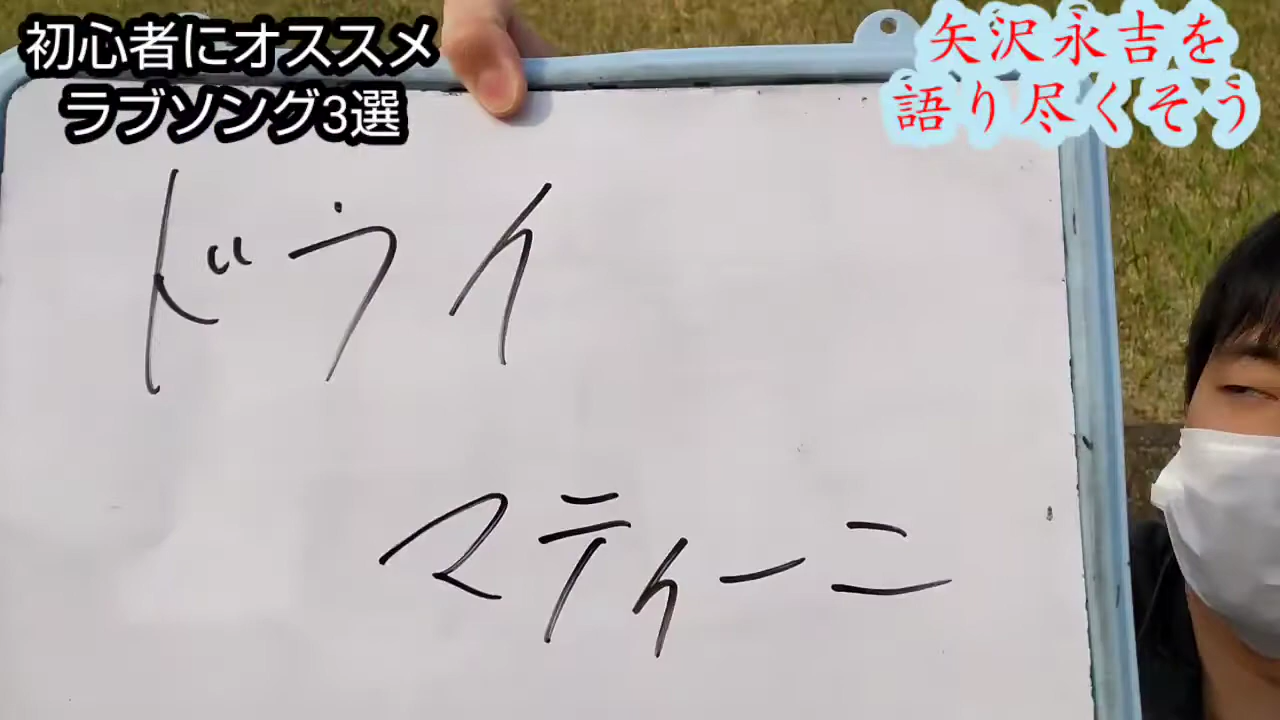 初心者にオススメ
ラブソング3選
矢沢永吉を
語り尽くそう
ドライ
マティーニ